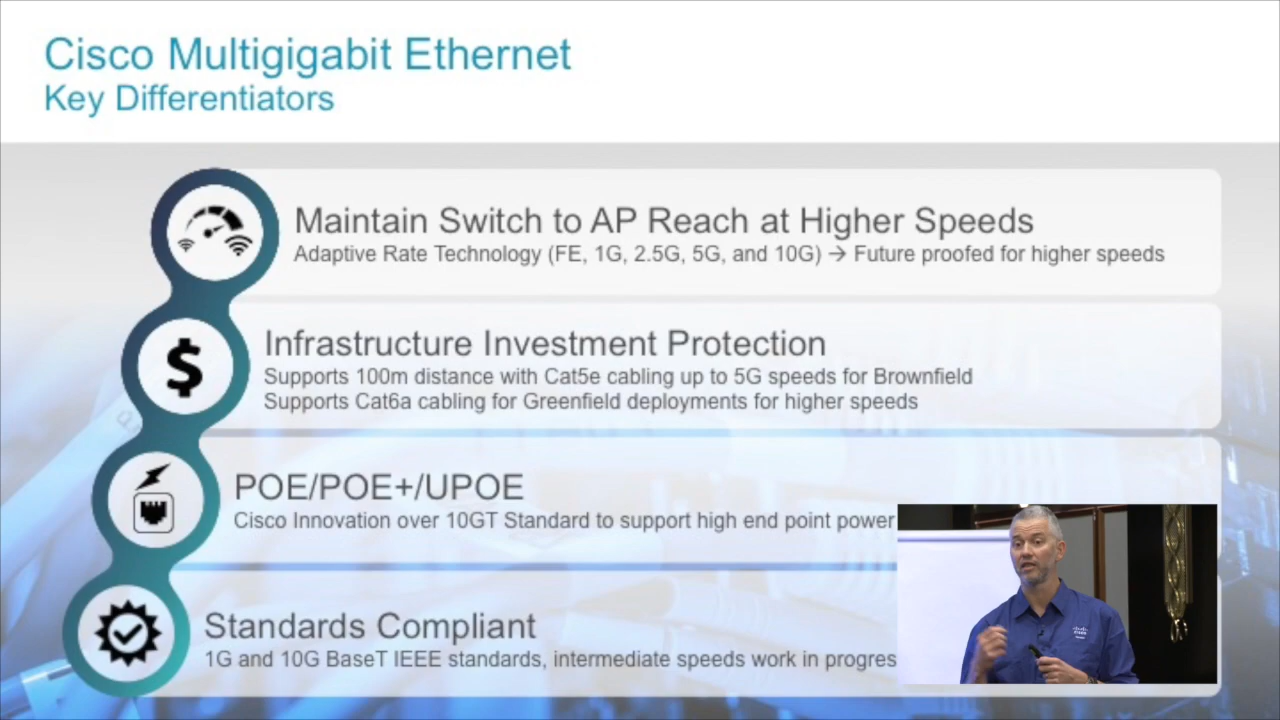 Cisco Multigigabit Ethernet
Key Differentiators
Maintain Switch to AP Reach at Higher Speeds
Adaptive Rate Technology (FE, 1G, 2.5G, 5G, and 10G) → Future proofed for higher speeds
Infrastructure Investment Protection
Supports 100m distance with Cat5e cabling up to 5G speeds for Brownfield
Supports Cat6a cabling for Greenfield deployments for higher speeds
POE/POE+/UPOE
Cisco Innovation over 10GT Standard to support high end point power
Standards Compliant
1G and 10G BaseT IEEE standards, intermediate speeds work in progres
CISCO